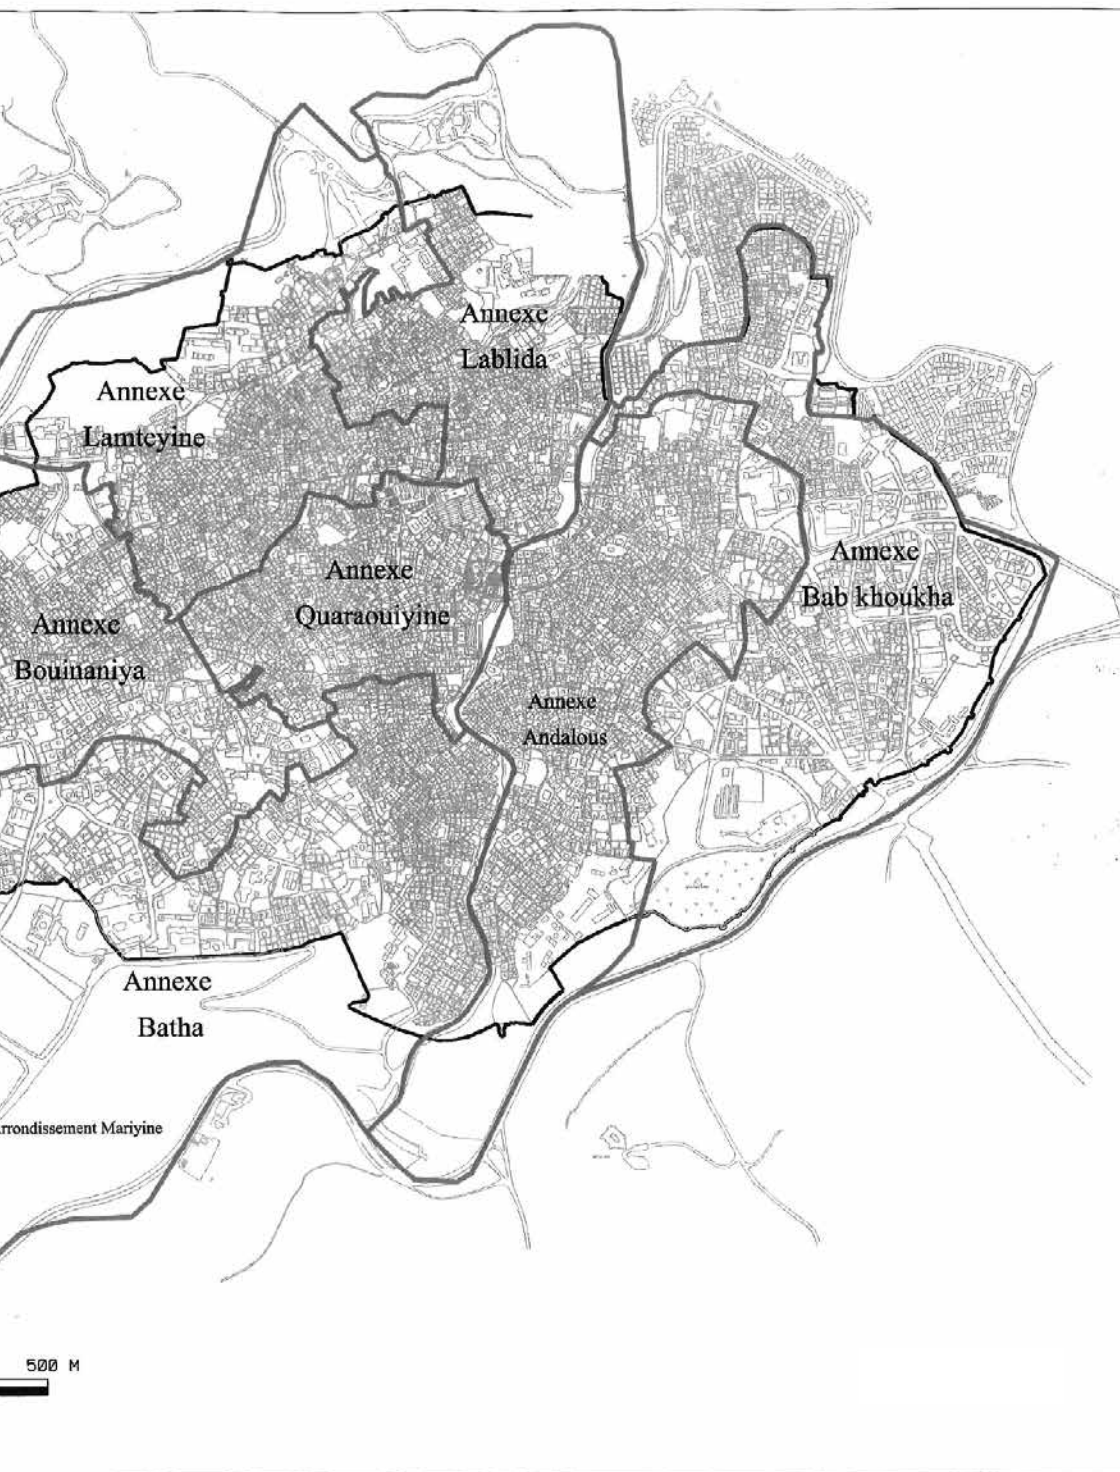 Annexe
Lablida
Annexe
Lamteyine
Annexe
Bab khoukha
Annexe
Quaraouiyine
Annexe
Bouinaniya
Annexe
Andalous
Annexe
Batha
rrondissement Mariyine
500 M